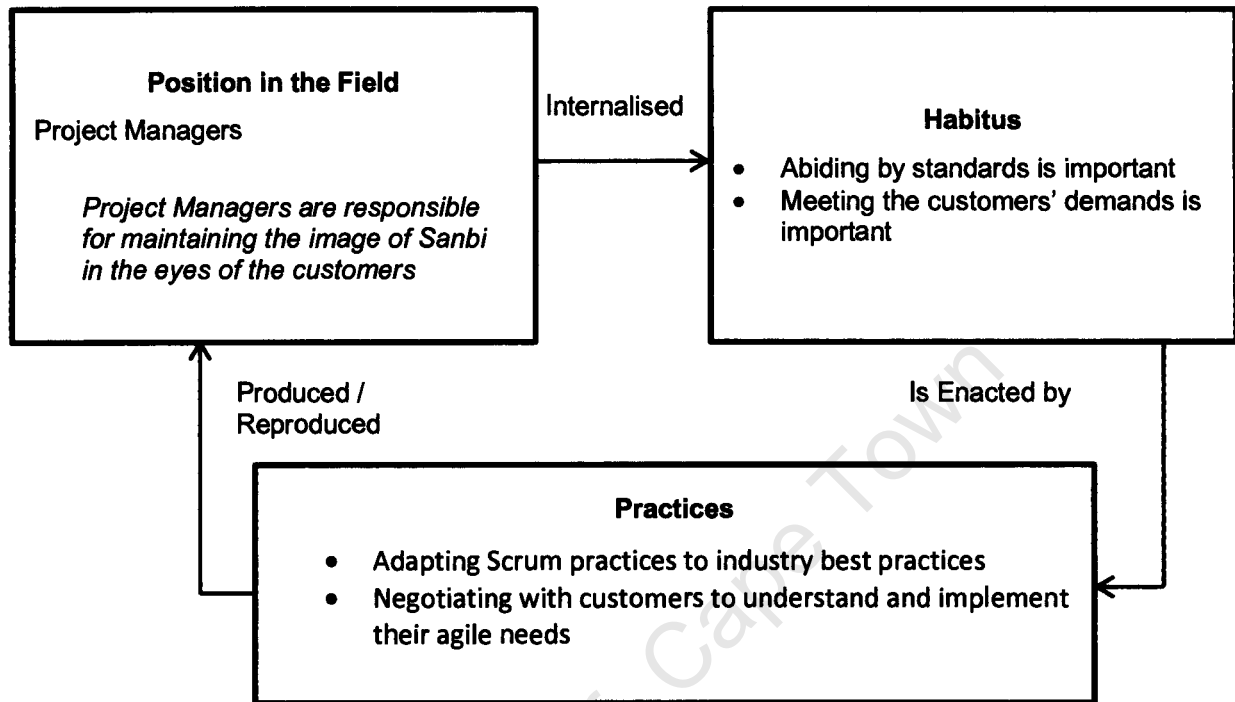 Position in the Field
Project Managers
Project Managers are responsible
for maintaining the image of Sanbi
in the eyes of the customers
Internalised
Habitus
• Abiding by standards is important
• Meeting the customers’ demands is
important
Produced /
Reproduced
Is Enacted by
Practices
• Adapting Scrum practices to industry best practices
• Negotiating with customers to understand and implement
their agile needs
Cape Town